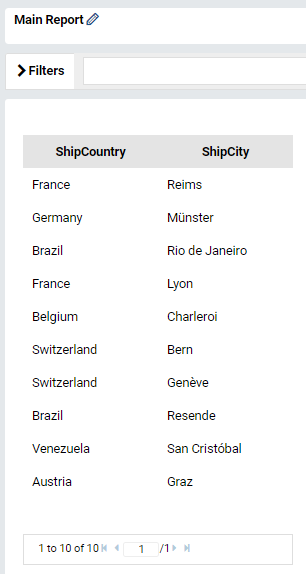 Main Report
Filters
ShipCountry ShipCity
France Reims
Germany Münster
Brazil Rio de Janeiro
France Lyon
Belgium Charleroi
Switzerland Bern
Switzerland Genève
Brazil Resende
Venezuela San Cristóbal
Austria Graz
1 to 10 of 10 1 /1